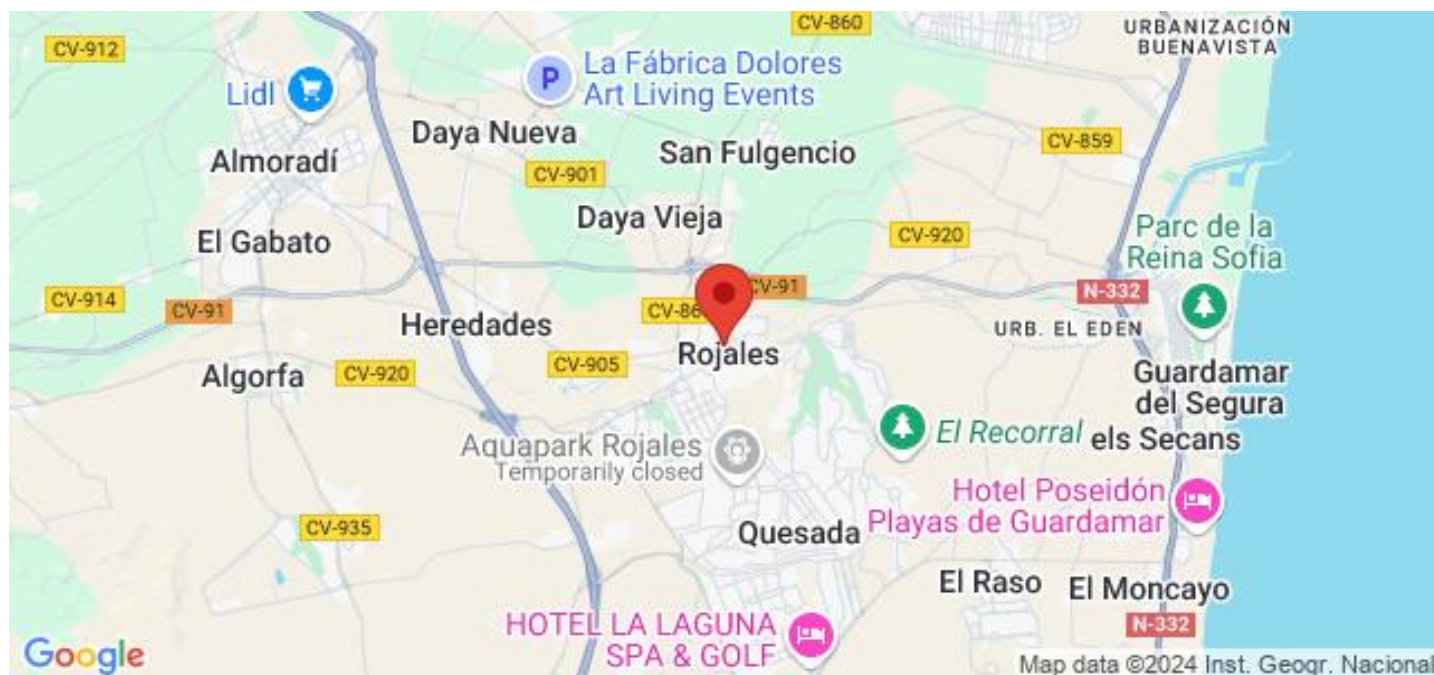 CV-860
URBANIZACIÓN
BUENAVISTA
CV-912
La Fábrica Dolores
Art Living Events
P
Lidl
Daya Nueva
CV-859
San Fulgencio
Almoradí
CV-901
Daya Vieja
Parc de la
Reina Sofia
El Gabato
CV-920
CV-914
CV-91
CV-91
N-332
Heredades
URB. EL EDEN
Rojales
CV-905
Algorfa
CV-920
Guardamar
del Segura
El Recorral
els Secans
Aquapark Rojales
Temporarily closed
Hotel Poseidón
Playas de Guardamar
CV-935
Quesada
El Raso
El Moncayo
HOTEL LA LAGUNA
SPA & GOLF
N-332
Google
Map data ©2024 Inst. Geogr. Nacional